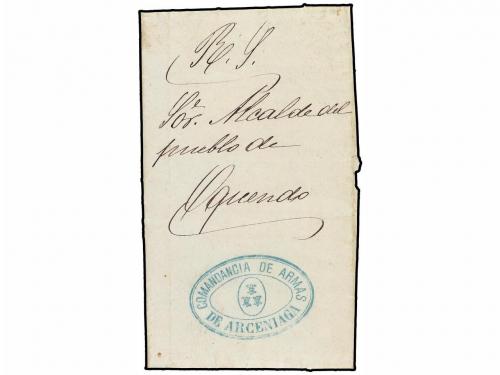 R. S.
Sor. Alcalde del
pueblo de
Oquendo
COMANDANCIA DE ARMAS
DE ARCENIAGA